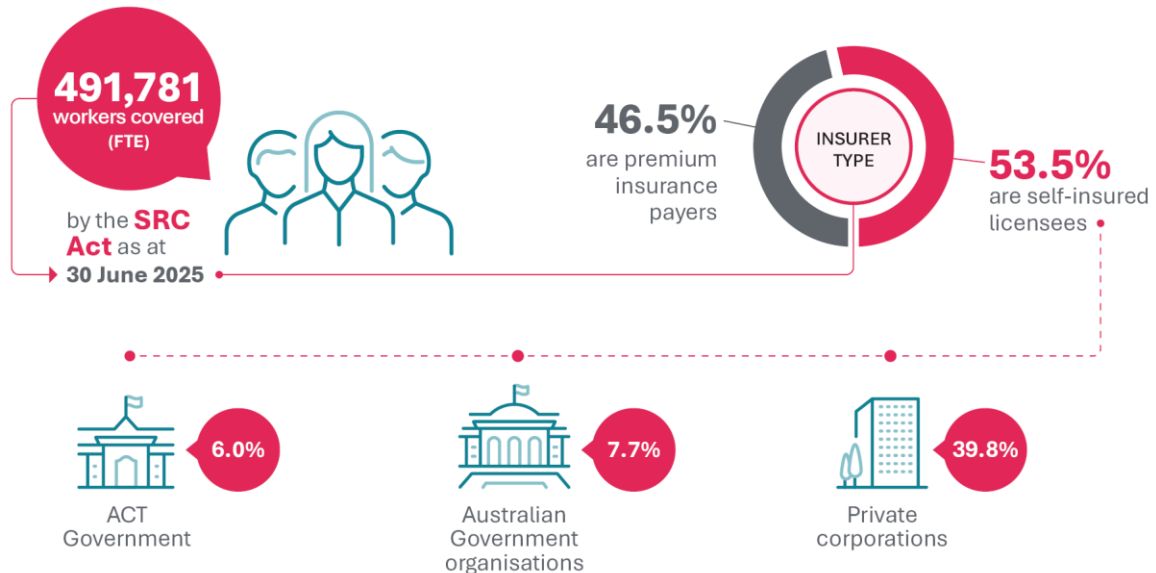 491,781
workers covered
(FTE)
by the SRC
Act as at
30 June 2025
46.5%
are premium
insurance
payers
INSURER
TYPE
53.5%
are self-insured
licensees
6.0%
ACT
Government
7.7%
Australian
Government
organisations
39.8%
Private
corporations